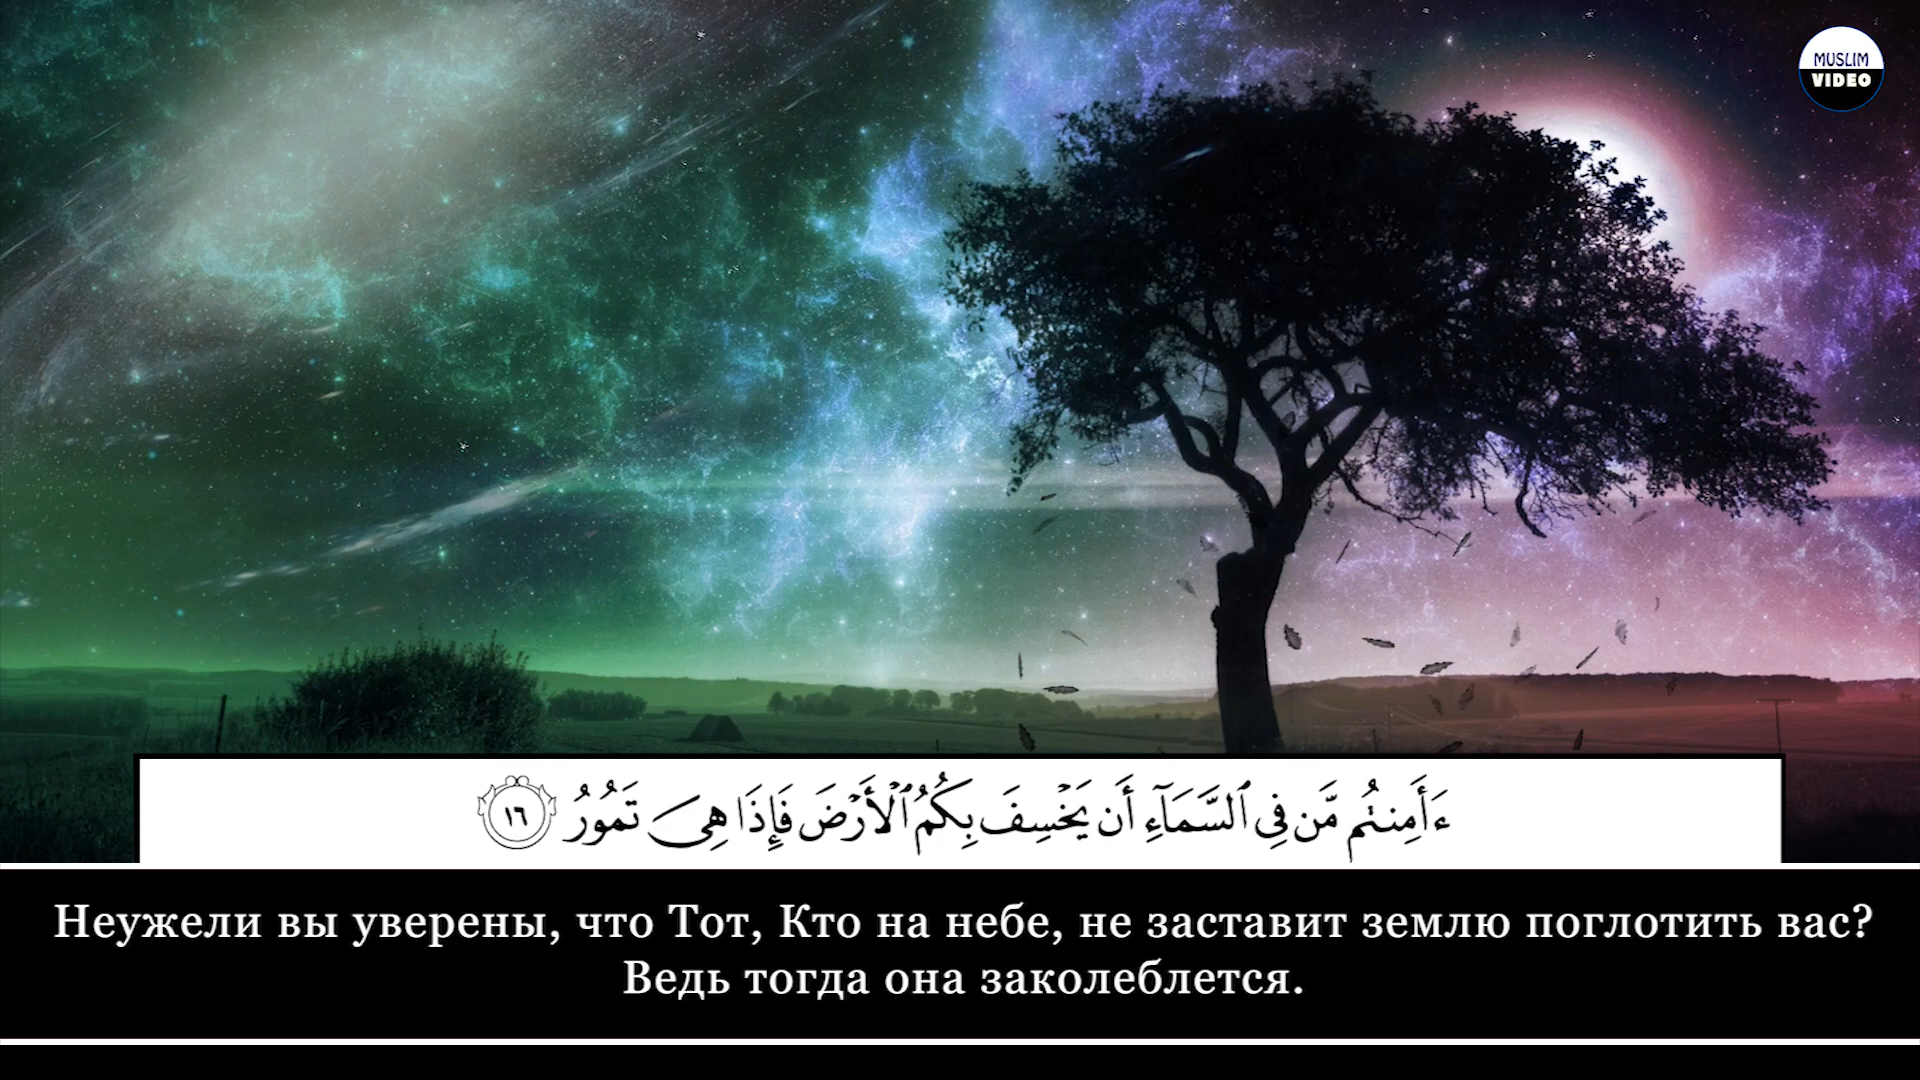 MUSLIM
VIDEO
ءَأَمِنتُم مَّن فِي ٱلسَّمَآءِ أَن يَخْسِفَ بِكُمُ ٱلْأَرْضَ فَإِذَا هِيَ تَمُورُ ١٦
Неужели вы уверены, что Тот, Кто на небе, не заставит землю поглотить вас?
Ведь тогда она заколеблется.